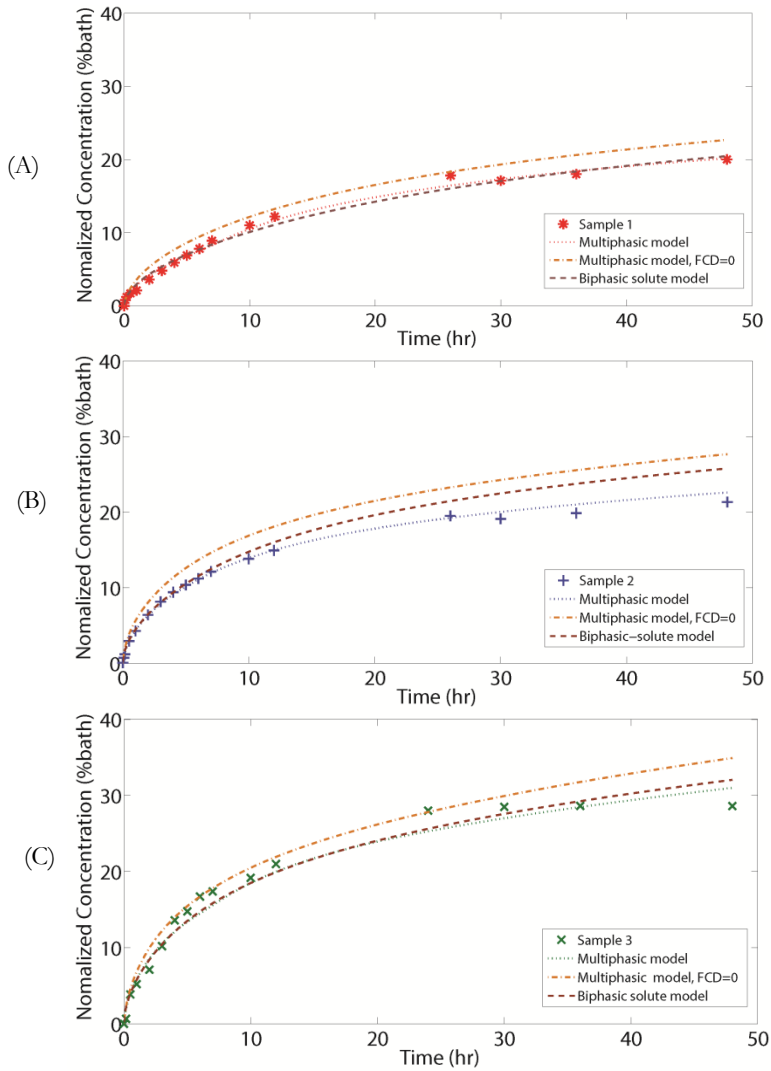 (A)
Nomalized Concentration (%bath)
40
30
20
10
0
0
10
20
30
40
50
Time (hr)
Sample 1
Multiphasic model
Multiphasic model, FCD=0
Biphasic solute model
(B)
Nomalized Concentration (%bath)
40
30
20
10
0
0
10
20
30
40
50
Time (hr)
Sample 2
Multiphasic model
Multiphasic model, FCD=0
Biphasic-solute model
(C)
Nomalized Concentration (%bath)
40
30
20
10
0
0
10
20
30
40
50
Time (hr)
Sample 3
Multiphasic model
Multiphasic model, FCD=0
Biphasic solute model